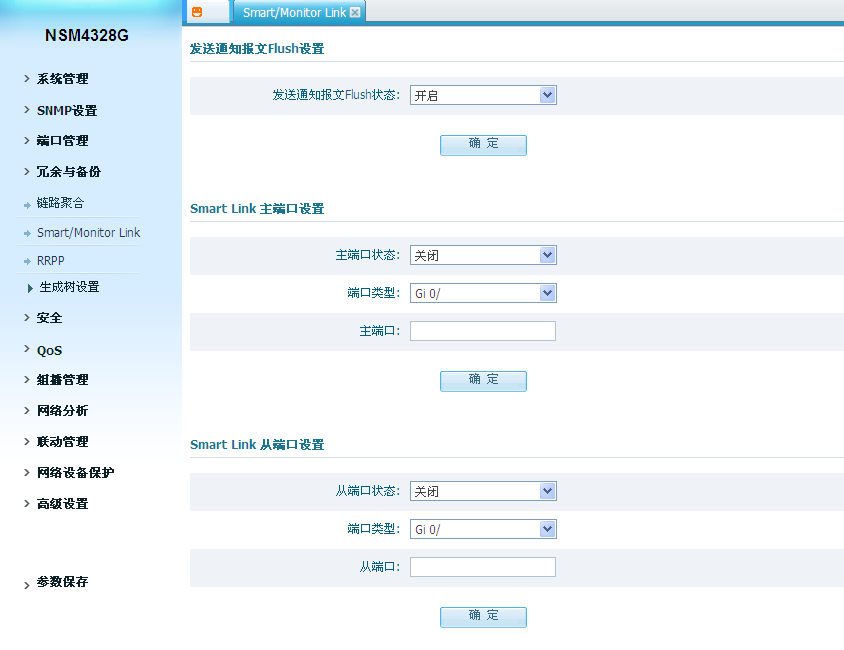 NSM4328G
系统管理
SNMP设置
端口管理
冗余与备份
链路聚合
Smart/Monitor Link
RRPP
生成树设置
安全
QoS
组播管理
网络分析
联动管理
网络设备保护
高级设置
参数保存
Smart/Monitor Link
发送通知报文Flush设置
发送通知报文Flush状态: 开启
确 定
Smart Link 主端口设置
主端口状态: 关闭
端口类型: Gi 0/
主端口:
确 定
Smart Link 从端口设置
从端口状态: 关闭
端口类型: Gi 0/
从端口:
确 定